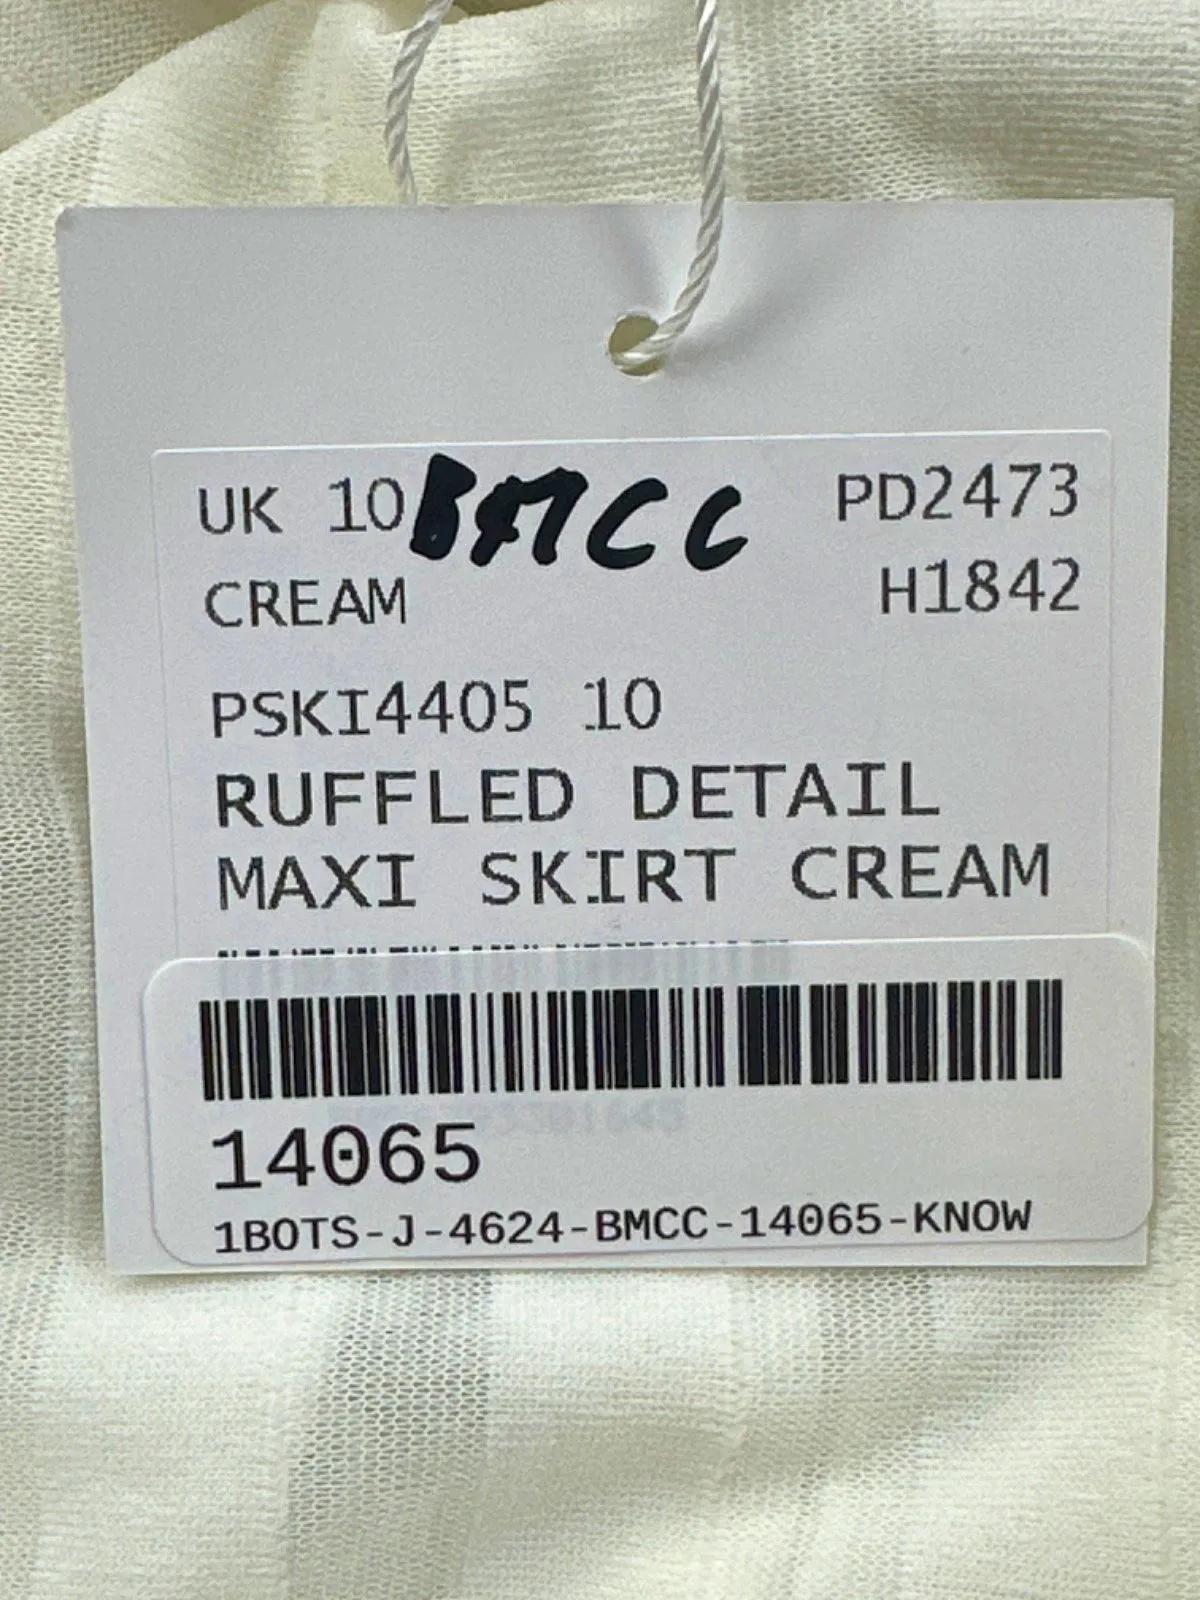 UK 10 BMCC PD2473
CREAM H1842
PSKI4405 10
RUFFLED DETAIL
MAXI SKIRT CREAM
14065
1BOTS-J-4624-BMCC-14065-KNOW